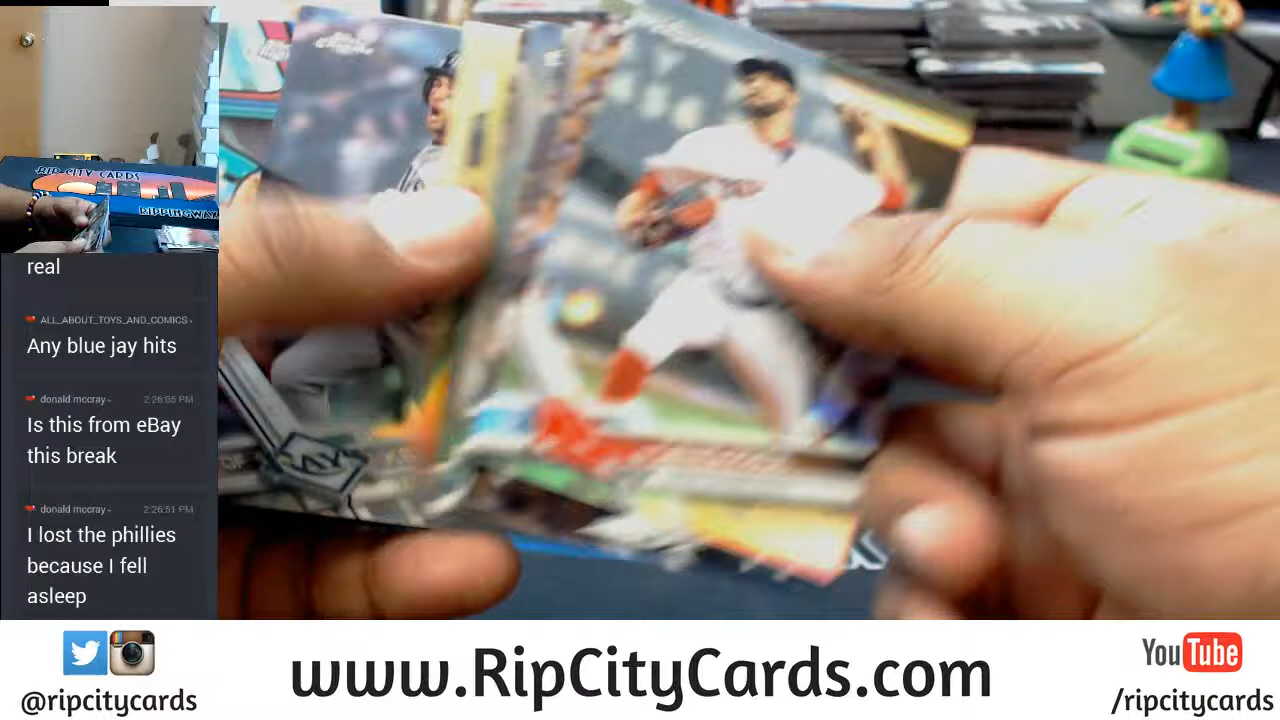 RIP CITY CARDS
real
ALL_ABOUT_TOYS_AND_COMICS
Any blue jay hits
donald mccray 2:26:05 PM
Is this from eBay
this break
donald mccray 2:26:51 PM
I lost the phillies
because I fell
asleep
@ripcitycards
www.RipCityCards.com
YouTube
/ripcitycards